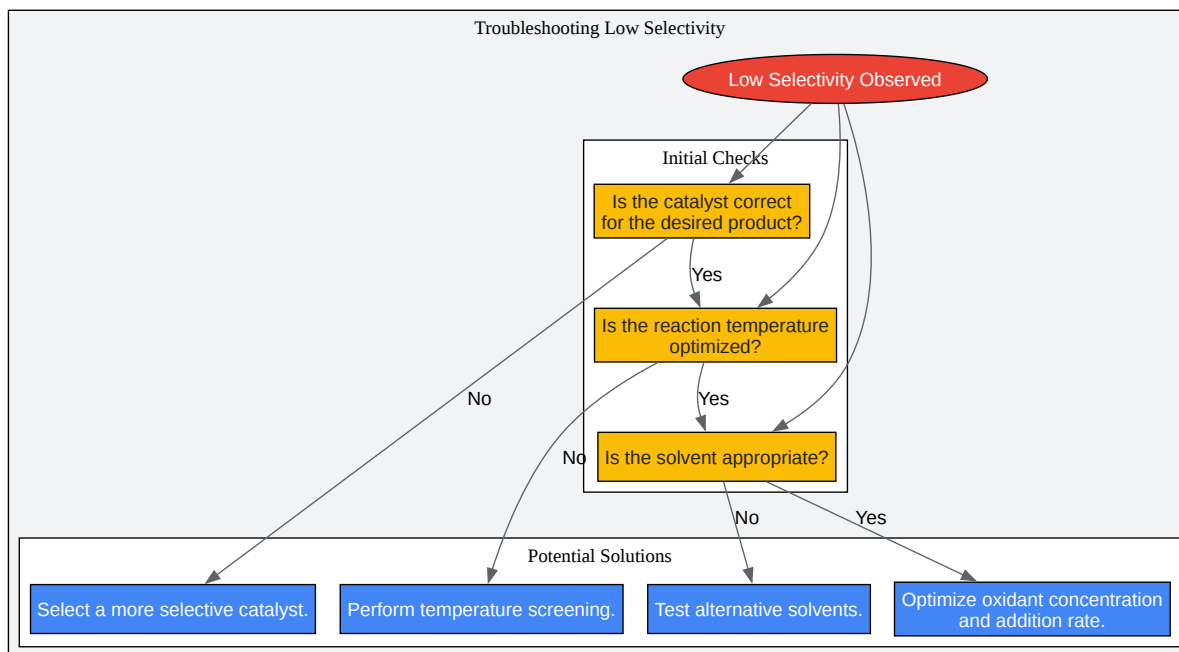 Troubleshooting Low Selectivity
Low Selectivity Observed
Initial Checks
Is the catalyst correct
for the desired product?
Yes
Is the reaction temperature
optimized?
No
Yes
No
Is the solvent appropriate?
No
Yes
Potential Solutions
Select a more selective catalyst.
Perform temperature screening.
Test alternative solvents.
Optimize oxidant concentration
and addition rate.